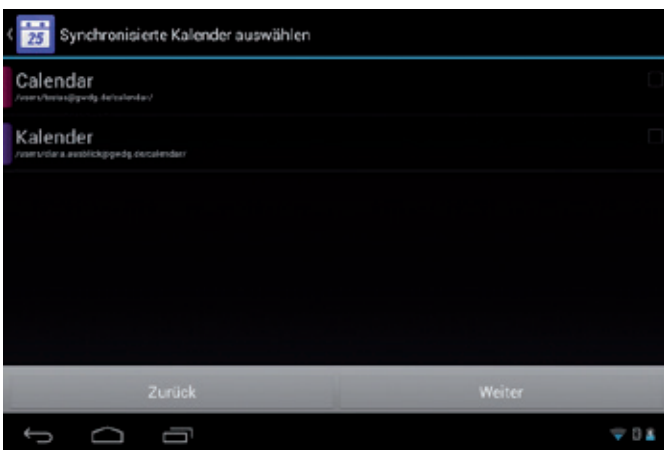 25 Synchronisierte Kalender auswählen
Calendar
Kalender
Zurück Weiter